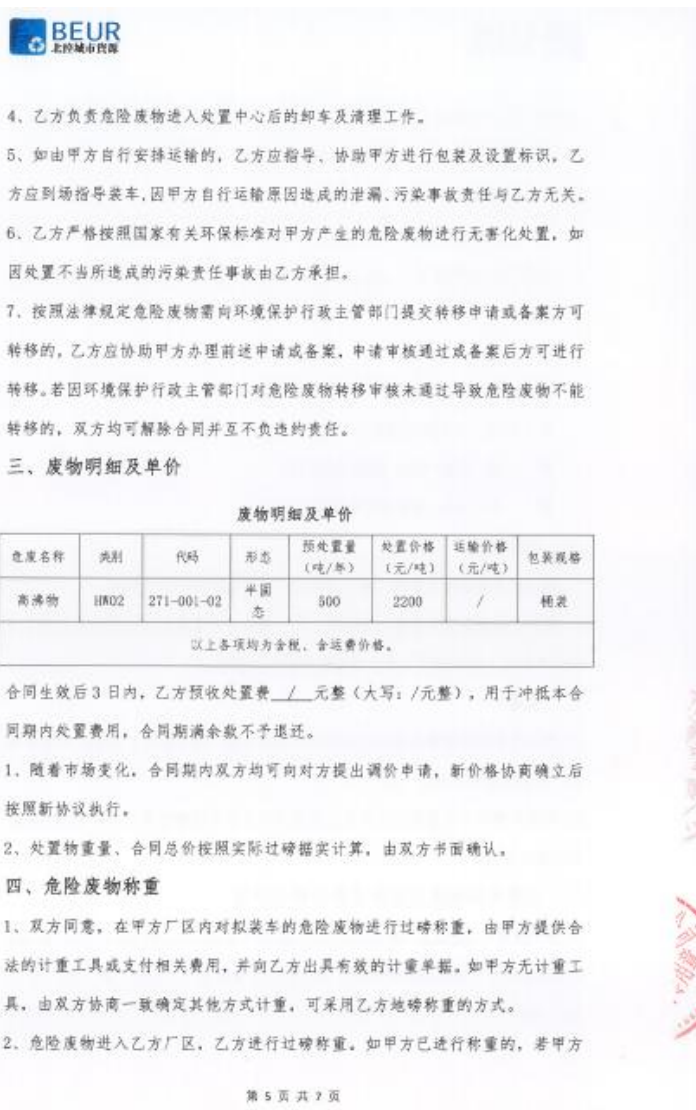 BEUR
北控城市资源
4、乙方负责危险废物进入处置中心后的卸车及清理工作。
5、如由甲方自行安排运输的，乙方应指导、协助甲方进行包装及设置标识，乙
方应到场指导装车,因甲方自行运输原因造成的泄漏、污染事故责任与乙方无关。
6、乙方严格按照国家有关环保标准对甲方产生的危险废物进行无害化处置，如
因处置不当所造成的污染责任事故由乙方承担。
7、按照法律规定危险废物需向环境保护行政主管部门提交转移申请或备案方可
转移的，乙方应协助甲方办理前述申请或备案，申请审核通过或备案后方可进行
转移。若因环境保护行政主管部门对危险废物转移审核未通过导致危险废物不能
转移的，双方均可解除合同并互不负违约责任。
三、废物明细及单价
废物明细及单价
危废名称 类别 代码 形态 预处置量（吨/年） 处置价格（元/吨） 运输价格（元/吨） 包装规格
高沸物 HW02 271-001-02 半固态 500 2200 / 桶装
以上各项均为含税、含运费价格。
合同生效后3日内，乙方预收处置费 / 元整（大写：/元整），用于冲抵本合
同期内处置费用，合同期满余款不予退还。
1、随着市场变化，合同期内双方均可向对方提出调价申请，新价格协商确立后
按照新协议执行。
2、处置物重量、合同总价按照实际过磅据实计算，由双方书面确认。
四、危险废物称重
1、双方同意，在甲方厂区内对拟装车的危险废物进行过磅称重，由甲方提供合
法的计重工具或支付相关费用，并向乙方出具有效的计重单据。如甲方无计重工
具，由双方协商一致确定其他方式计重，可采用乙方地磅称重的方式。
2、危险废物进入乙方厂区，乙方进行过磅称重。如甲方已进行称重的，若甲方
第 5 页 共 7 页